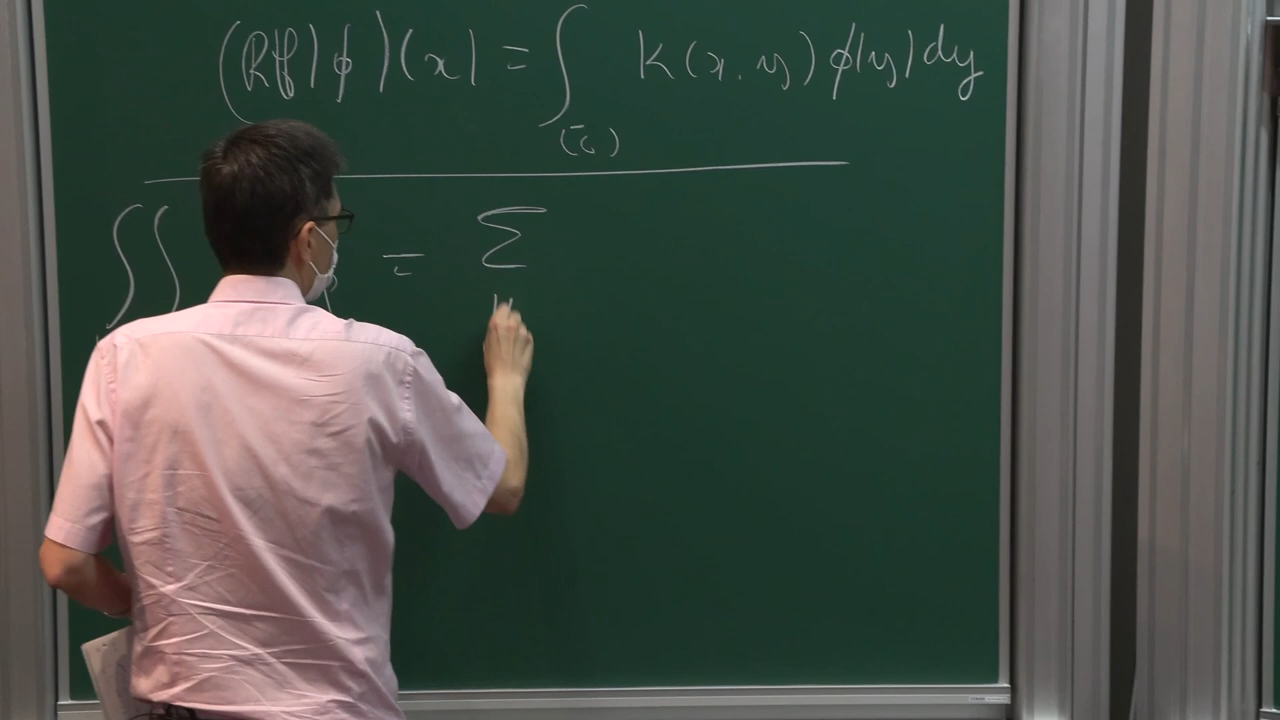 (R(f)φ)(x) = ∫ K(x,y)φ(y)dy
∫∫ = Σ